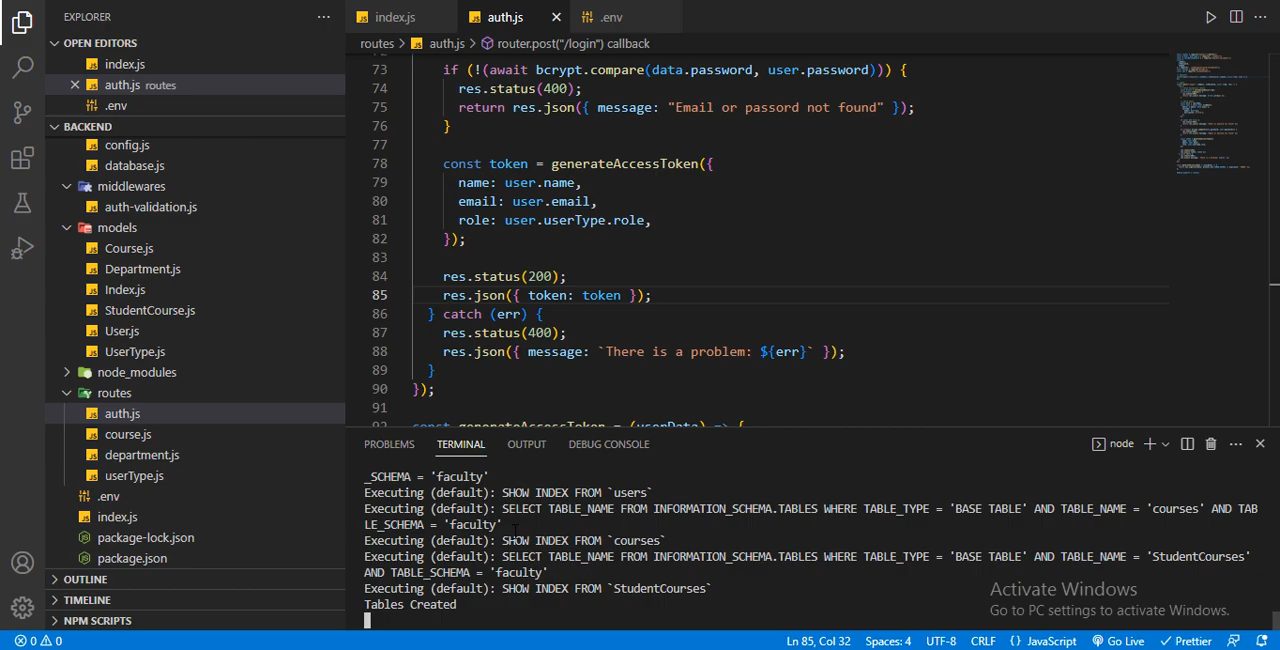 EXPLORER
OPEN EDITORS
index.js
auth.js routes
.env
BACKEND
config.js
database.js
middlewares
auth-validation.js
models
Course.js
Department.js
Index.js
StudentCourse.js
User.js
UserType.js
node_modules
routes
auth.js
course.js
department.js
userType.js
.env
index.js
package-lock.json
package.json
OUTLINE
TIMELINE
NPM SCRIPTS
index.js auth.js .env
routes > auth.js > router.post("/login") callback
73 if (!(await bcrypt.compare(data.password, user.password))) {
74 res.status(400);
75 return res.json({ message: "Email or passord not found" });
76 }
77
78 const token = generateAccessToken({
79 name: user.name,
80 email: user.email,
81 role: user.userType.role,
82 });
83
84 res.status(200);
85 res.json({ token: token });
86 } catch (err) {
87 res.status(400);
88 res.json({ message: `There is a problem: ${err}` });
89 }
90 });
91
92 const generateAccessToken = (userData) => {
PROBLEMS TERMINAL OUTPUT DEBUG CONSOLE node
_SCHEMA = 'faculty'
Executing (default): SHOW INDEX FROM `users`
Executing (default): SELECT TABLE_NAME FROM INFORMATION_SCHEMA.TABLES WHERE TABLE_TYPE = 'BASE TABLE' AND TABLE_NAME = 'courses' AND TAB
LE_SCHEMA = 'faculty'
Executing (default): SHOW INDEX FROM `courses`
Executing (default): SELECT TABLE_NAME FROM INFORMATION_SCHEMA.TABLES WHERE TABLE_TYPE = 'BASE TABLE' AND TABLE_NAME = 'StudentCourses'
AND TABLE_SCHEMA = 'faculty'
Executing (default): SHOW INDEX FROM `StudentCourses`
Tables Created
Activate Windows
Go to PC settings to activate Windows.
0 0 Ln 85, Col 32 Spaces: 4 UTF-8 CRLF {} JavaScript Go Live Prettier